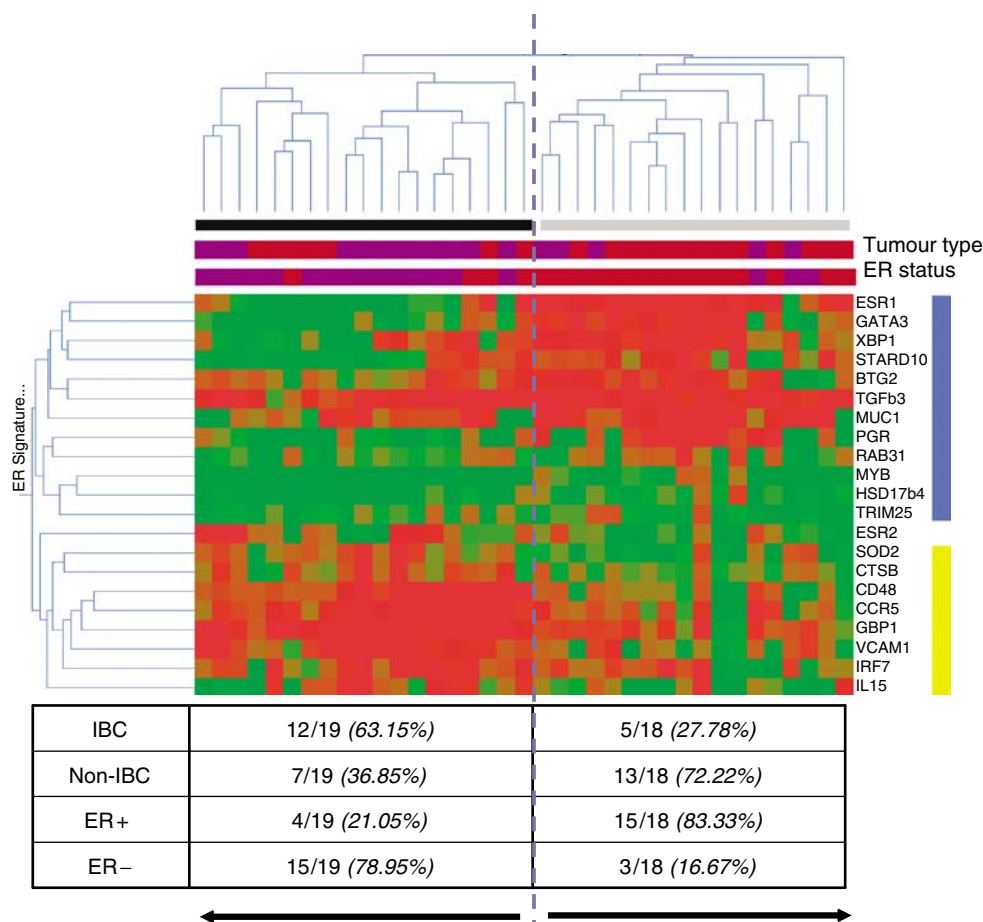 Tumour type
ER status
ER Signature...
ESR1
GATA3
XBP1
STARD10
BTG2
TGFb3
MUC1
PGR
RAB31
MYB
HSD17b4
TRIM25
ESR2
SOD2
CTSB
CD48
CCR5
GBP1
VCAM1
IRF7
IL15
IBC 12/19 (63.15%) 5/18 (27.78%)
Non-IBC 7/19 (36.85%) 13/18 (72.22%)
ER+ 4/19 (21.05%) 15/18 (83.33%)
ER− 15/19 (78.95%) 3/18 (16.67%)